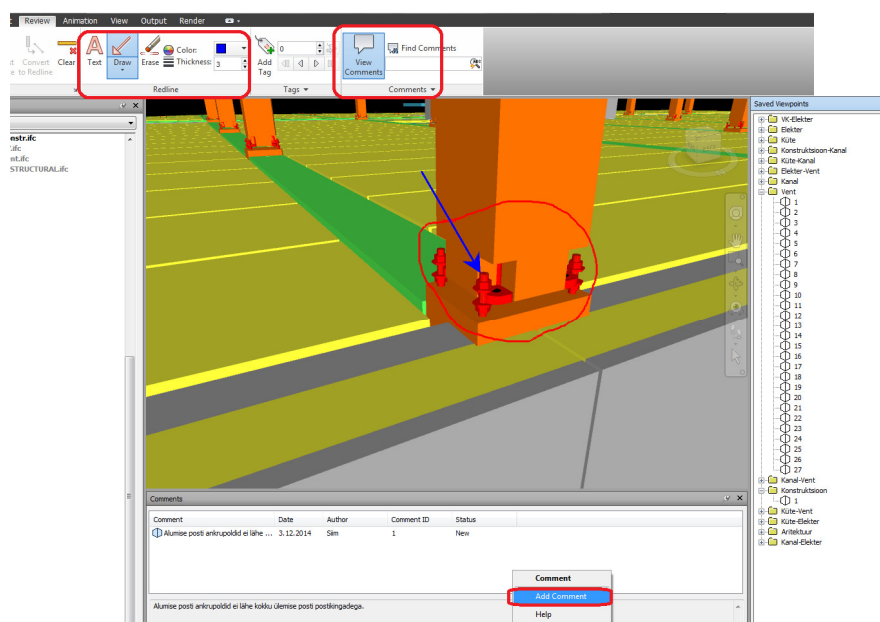 Review Animation View Output Render
Convert
to Redline
Clear
Text
Draw
Erase
Color:
Thickness: 3
Redline
Add
Tag
0
Tags
View
Comments
Find Comments
Comments
onstr.ifc
.ifc
nt.ifc
STRUCTURAL.ifc
Saved Viewpoints
VK-Elekter
Elekter
Küte
Konstruktsioon-Kanal
Küte-Kanal
Elekter-Vent
Kanal
Vent
1
2
3
4
5
6
7
8
9
10
11
12
13
14
15
16
17
18
19
20
21
22
23
24
25
26
27
Kanal-Vent
Konstruktsioon
1
Küte-Vent
Küte-Elekter
Aritektuur
Kanal-Elekter
Comments
Comment Date Author Comment ID Status
Alumise posti ankrupoldid ei lähe ... 3.12.2014 Sim 1 New
Comment
Add Comment
Help
Alumise posti ankrupoldid ei lähe kokku ülemise posti postikingadega.